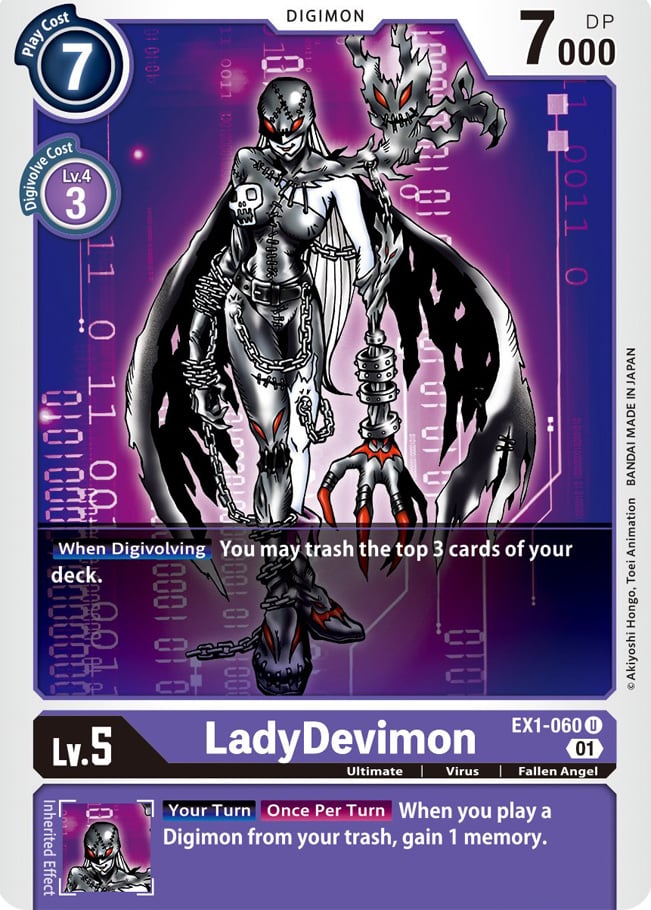 DIGIMON
Play Cost
7
7000
DP
Digivolve Cost
Lv.4
3
When Digivolving You may trash the top 3 cards of your
deck.
© Akiyoshi Hongo, Toei Animation BANDAI MADE IN JAPAN
Lv.5
LadyDevimon
EX1-060 U
01
Ultimate | Virus | Fallen Angel
Inherited Effect
Your Turn Once Per Turn When you play a
Digimon from your trash, gain 1 memory.